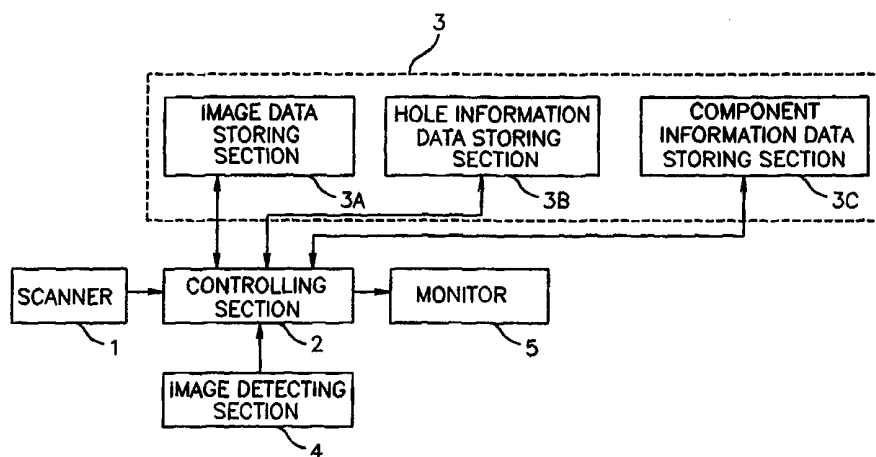 3
IMAGE DATA
STORING
SECTION
3A
HOLE INFORMATION
DATA STORING
SECTION
3B
COMPONENT
INFORMATION DATA
STORING SECTION
3C
SCANNER
1
CONTROLLING
SECTION
2
MONITOR
5
IMAGE DETECTING
SECTION
4